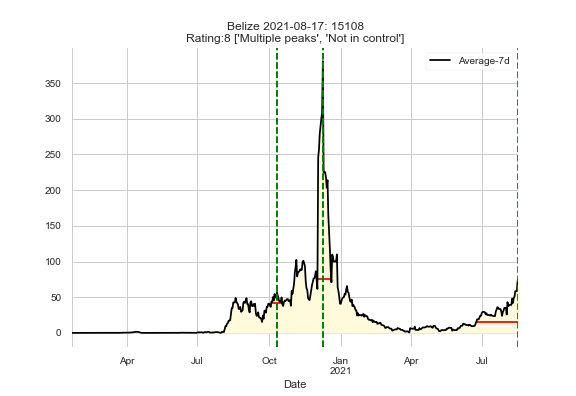 Belize 2021-08-17: 15108
Rating:8 ['Multiple peaks', 'Not in control']
Average-7d
350
300
250
200
150
100
50
0
Apr
Jul
Oct
Jan
2021
Apr
Jul
Date